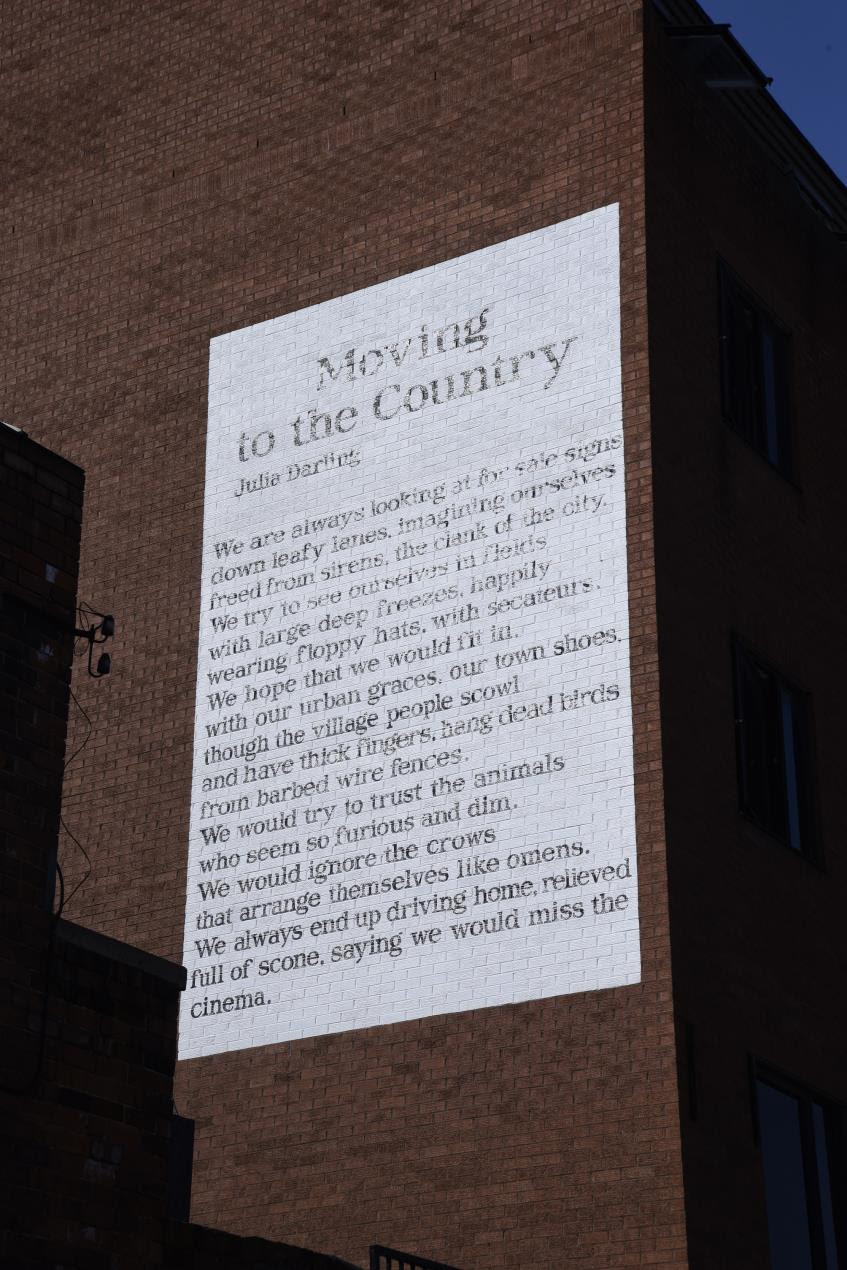 Moving
to the Country
Julia Darling
We are always looking at for sale signs
down leafy lanes, imagining ourselves
freed from sirens, the clank of the city.
We try to see ourselves in fields
with large deep freezes, happily
wearing floppy hats, with secateurs.
We hope that we would fit in,
with our urban graces, our town shoes,
though the village people scowl
and have thick fingers, hang dead birds
from barbed wire fences.
We would try to trust the animals
who seem so furious and dim.
We would ignore the crows
that arrange themselves like omens.
We always end up driving home, relieved
full of scone, saying we would miss the
cinema.